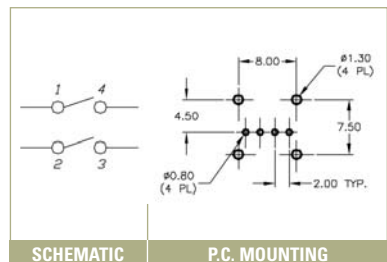 1 4
2 3
8.00
ø1.30
(4 PL)
4.50
7.50
ø0.80
(4 PL)
2.00 TYP.
SCHEMATIC
P.C. MOUNTING